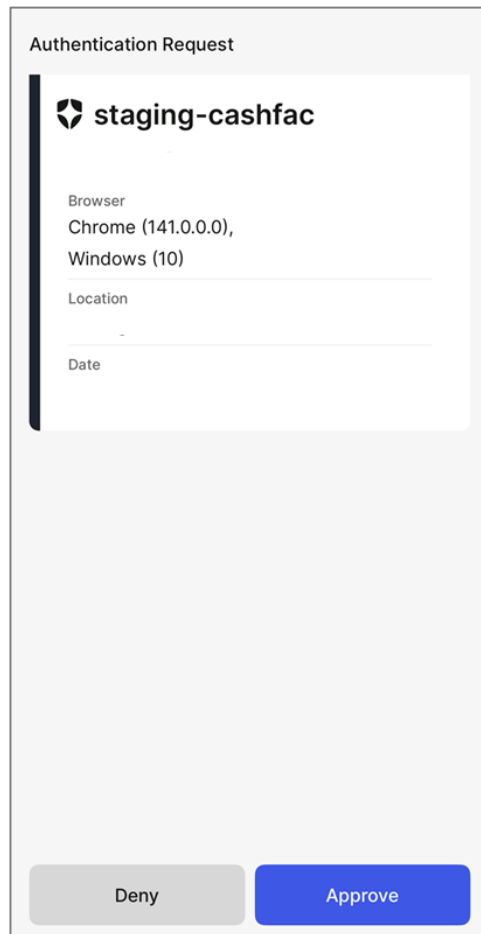 Authentication Request
staging-cashfac
Browser
Chrome (141.0.0.0),
Windows (10)
Location
Date
Deny
Approve